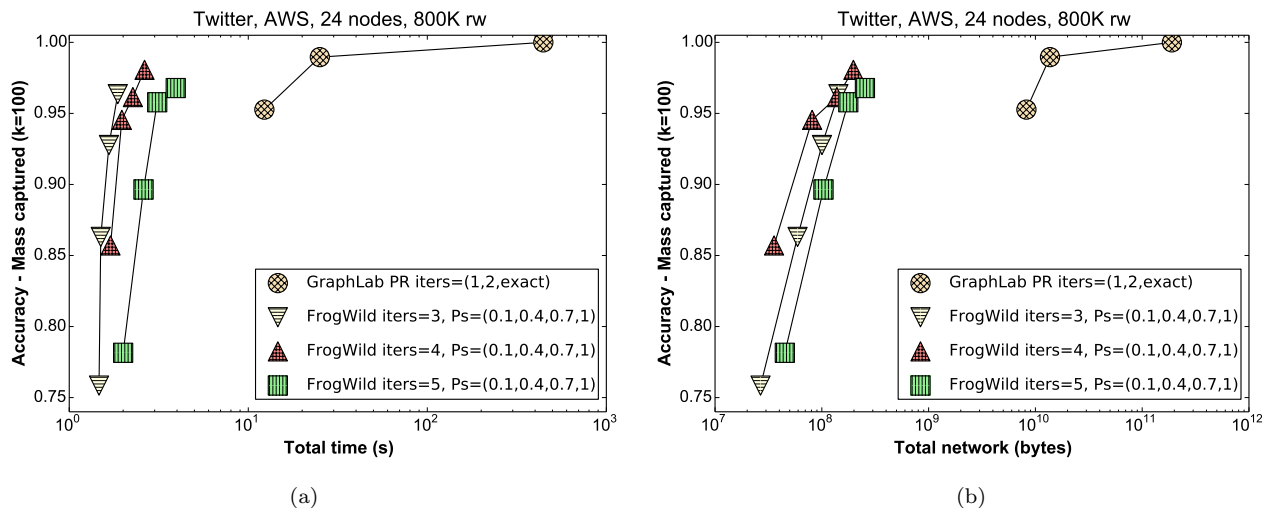 Twitter, AWS, 24 nodes, 800K rw
1.00
0.95
0.90
0.85
0.80
0.75
Accuracy - Mass captured (k=100)
GraphLab PR iters=(1,2,exact)
FrogWild iters=3, Ps=(0.1,0.4,0.7,1)
FrogWild iters=4, Ps=(0.1,0.4,0.7,1)
FrogWild iters=5, Ps=(0.1,0.4,0.7,1)
10⁰ 10¹ 10² 10³
Total time (s)
(a)
Twitter, AWS, 24 nodes, 800K rw
1.00
0.95
0.90
0.85
0.80
0.75
Accuracy - Mass captured (k=100)
GraphLab PR iters=(1,2,exact)
FrogWild iters=3, Ps=(0.1,0.4,0.7,1)
FrogWild iters=4, Ps=(0.1,0.4,0.7,1)
FrogWild iters=5, Ps=(0.1,0.4,0.7,1)
10⁷ 10⁸ 10⁹ 10¹⁰ 10¹¹ 10¹²
Total network (bytes)
(b)